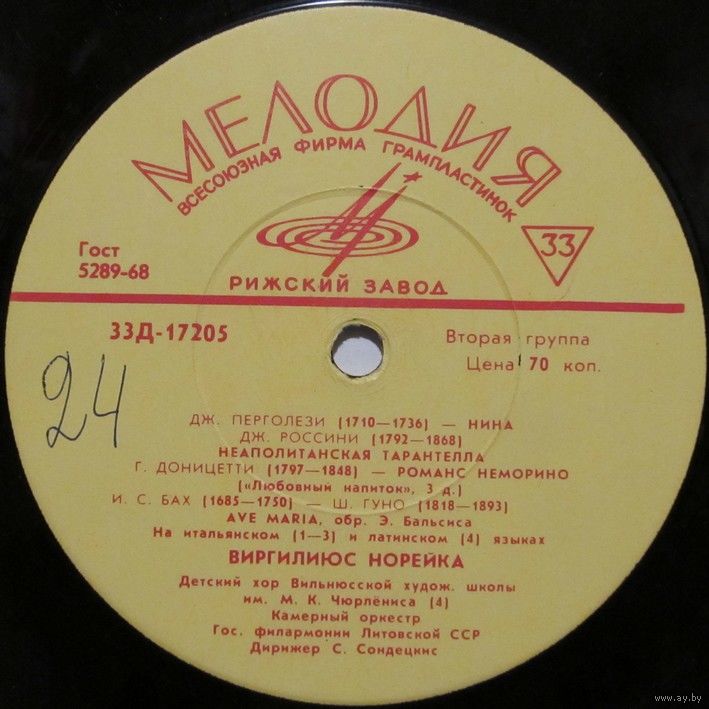 МЕЛОДИЯ
ВСЕСОЮЗНАЯ ФИРМА ГРАМПЛАСТИНОК
33
Гост
5289-68
РИЖСКИЙ ЗАВОД
33Д-17205
Вторая группа
Цена 70 коп.
24
ДЖ. ПЕРГОЛЕЗИ (1710—1736) — НИНА
ДЖ. РОССИНИ (1792—1868)
НЕАПОЛИТАНСКАЯ ТАРАНТЕЛЛА
Г. ДОНИЦЕТТИ (1797—1848) — РОМАНС НЕМОРИНО
(«Любовный напиток», 3 д.)
И. С. БАХ (1685—1750) — Ш. ГУНО (1818—1893)
AVE MARIA, обр. Э. Бальсиса
На итальянском (1—3) и латинском (4) языках
ВИРГИЛИЮС НОРЕЙКА
Детский хор Вильнюсской худож. школы
им. М. К. Чюрлёниса (4)
Камерный оркестр
Гос. филармонии Литовской ССР
Дирижер С. Сондецкис
www.ay.by